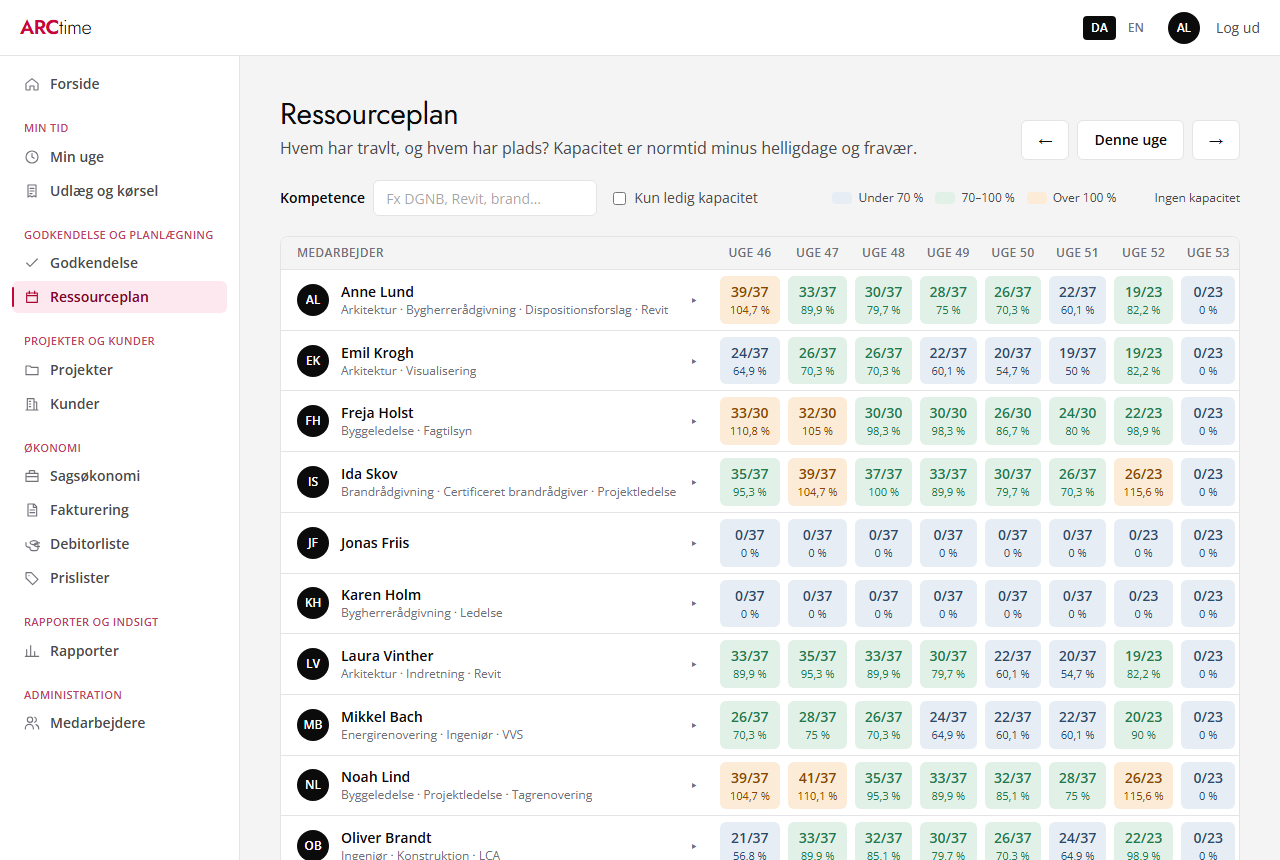 ARCtime
DA EN AL Log ud
Forside
MIN TID
Min uge
Udlæg og kørsel
GODKENDELSE OG PLANLÆGNING
Godkendelse
Ressourceplan
PROJEKTER OG KUNDER
Projekter
Kunder
ØKONOMI
Sagsøkonomi
Fakturering
Debitorliste
Prislister
RAPPORTER OG INDSIGT
Rapporter
ADMINISTRATION
Medarbejdere
Ressourceplan
Hvem har travlt, og hvem har plads? Kapacitet er normtid minus helligdage og fravær.
← Denne uge →
Kompetence Fx DGNB, Revit, brand... Kun ledig kapacitet Under 70 % 70–100 % Over 100 % Ingen kapacitet
MEDARBEJDER UGE 46 UGE 47 UGE 48 UGE 49 UGE 50 UGE 51 UGE 52 UGE 53
AL Anne Lund 39/37 33/37 30/37 28/37 26/37 22/37 19/23 0/23
Arkitektur · Bygherrerådgivning · Dispositionsforslag · Revit 104,7 % 89,9 % 79,7 % 75 % 70,3 % 60,1 % 82,2 % 0 %
EK Emil Krogh 24/37 26/37 26/37 22/37 20/37 19/37 19/23 0/23
Arkitektur · Visualisering 64,9 % 70,3 % 70,3 % 60,1 % 54,7 % 50 % 82,2 % 0 %
FH Freja Holst 33/30 32/30 30/30 30/30 26/30 24/30 22/23 0/23
Byggeledelse · Fagtilsyn 110,8 % 105 % 98,3 % 98,3 % 86,7 % 80 % 98,9 % 0 %
IS Ida Skov 35/37 39/37 37/37 33/37 30/37 26/37 26/23 0/23
Brandrådgivning · Certificeret brandrådgiver · Projektledelse 95,3 % 104,7 % 100 % 89,9 % 79,7 % 70,3 % 115,6 % 0 %
JF Jonas Friis 0/37 0/37 0/37 0/37 0/37 0/37 0/23 0/23
0 % 0 % 0 % 0 % 0 % 0 % 0 % 0 %
KH Karen Holm 0/37 0/37 0/37 0/37 0/37 0/37 0/23 0/23
Bygherrerådgivning · Ledelse 0 % 0 % 0 % 0 % 0 % 0 % 0 % 0 %
LV Laura Vinther 33/37 35/37 33/37 30/37 22/37 20/37 19/23 0/23
Arkitektur · Indretning · Revit 89,9 % 95,3 % 89,9 % 79,7 % 60,1 % 54,7 % 82,2 % 0 %
MB Mikkel Bach 26/37 28/37 26/37 24/37 22/37 22/37 20/23 0/23
Energirenovering · Ingeniør · VVS 70,3 % 75 % 70,3 % 64,9 % 60,1 % 60,1 % 90 % 0 %
NL Noah Lind 39/37 41/37 35/37 33/37 32/37 28/37 26/23 0/23
Byggeledelse · Projektledelse · Tagrenovering 104,7 % 110,1 % 95,3 % 89,9 % 85,1 % 75 % 115,6 % 0 %
OB Oliver Brandt 21/37 33/37 32/37 30/37 26/37 24/37 22/23 0/23
Ingeniør · Konstruktion · LCA 56,8 % 89,9 % 85,1 % 79,7 % 70,3 % 64,9 % 98,9 % 0 %